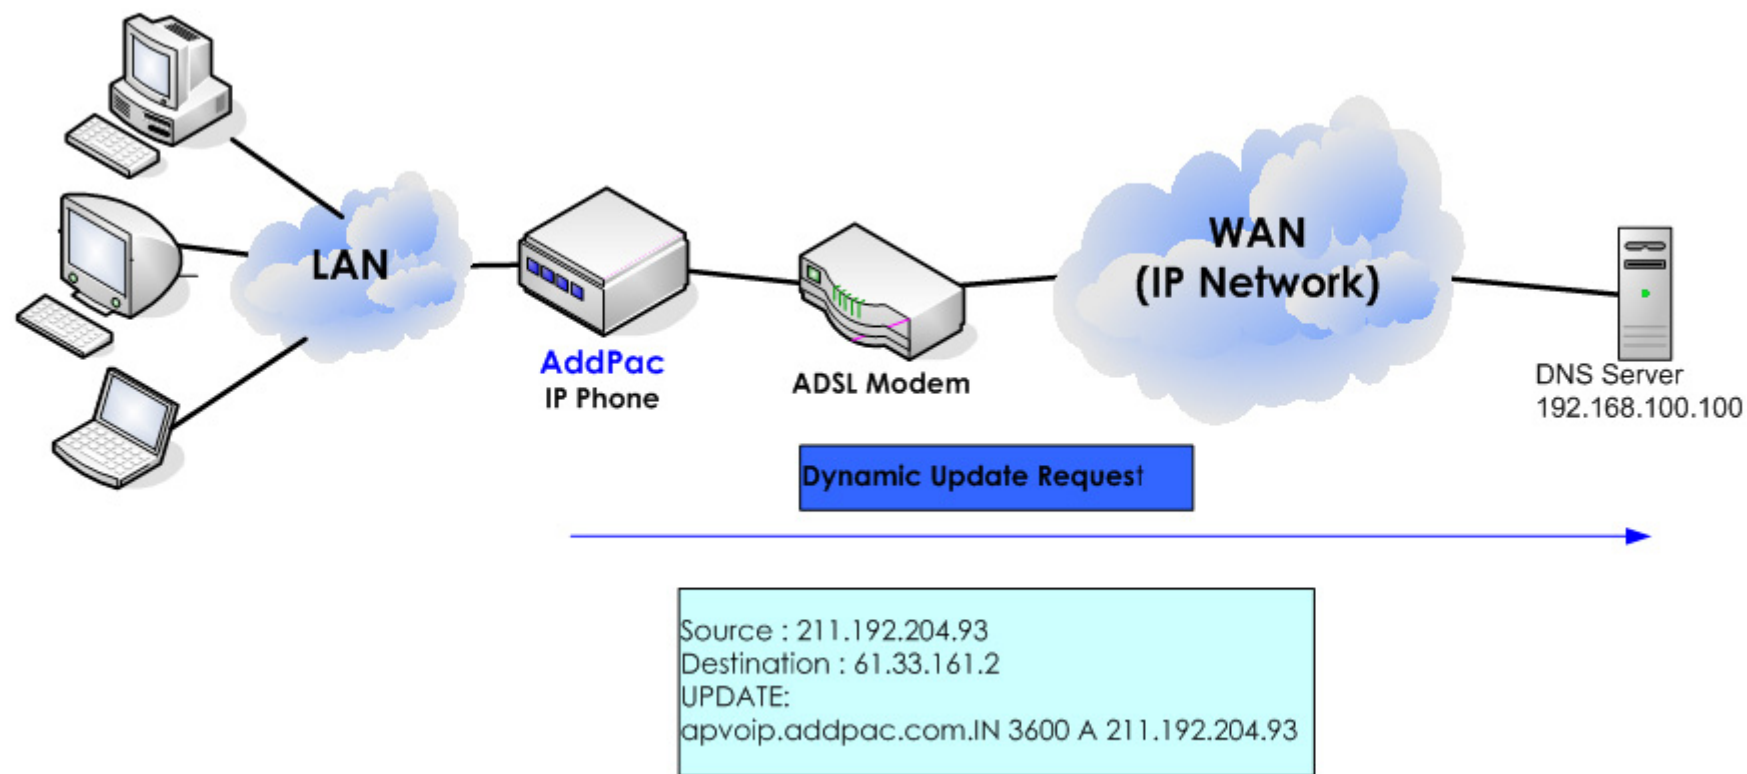 LAN
AddPac
IP Phone
ADSL Modem
WAN
(IP Network)
DNS Server
192.168.100.100
Dynamic Update Request
Source : 211.192.204.93
Destination : 61.33.161.2
UPDATE:
apvoip.addpac.com.IN 3600 A 211.192.204.93